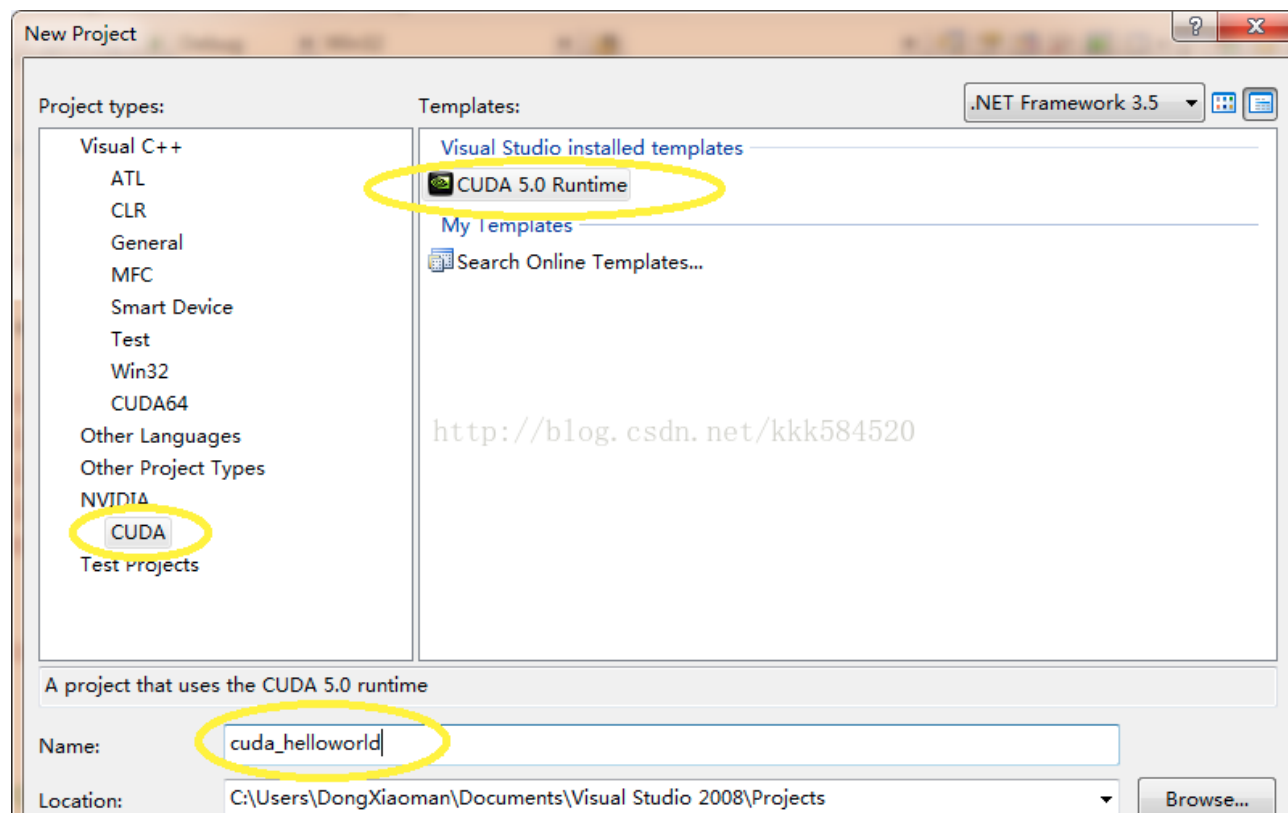 New Project
Project types:
Templates:
.NET Framework 3.5
Visual C++
ATL
CLR
General
MFC
Smart Device
Test
Win32
CUDA64
Other Languages
Other Project Types
NVIDIA
CUDA
Test Projects
Visual Studio installed templates
CUDA 5.0 Runtime
My Templates
Search Online Templates...
http://blog.csdn.net/kkk584520
A project that uses the CUDA 5.0 runtime
Name:
cuda_helloworld
Location:
C:\Users\DongXiaoman\Documents\Visual Studio 2008\Projects
Browse...